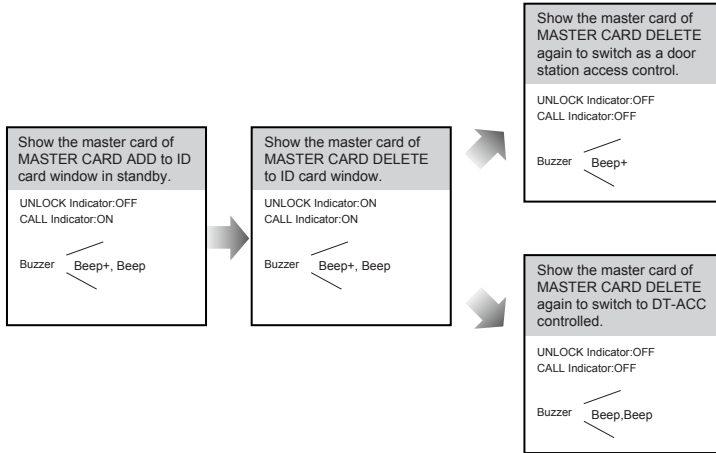 Show the master card of
MASTER CARD ADD to ID
card window in standby.
UNLOCK Indicator:OFF
CALL Indicator:ON
Buzzer
Beep+, Beep
Show the master card of
MASTER CARD DELETE
to ID card window.
UNLOCK Indicator:ON
CALL Indicator:ON
Buzzer
Beep+, Beep
Show the master card of
MASTER CARD DELETE
again to switch as a door
station access control.
UNLOCK Indicator:OFF
CALL Indicator:OFF
Buzzer
Beep+
Show the master card of
MASTER CARD DELETE
again to switch to DT-ACC
controlled.
UNLOCK Indicator:OFF
CALL Indicator:OFF
Buzzer
Beep,Beep